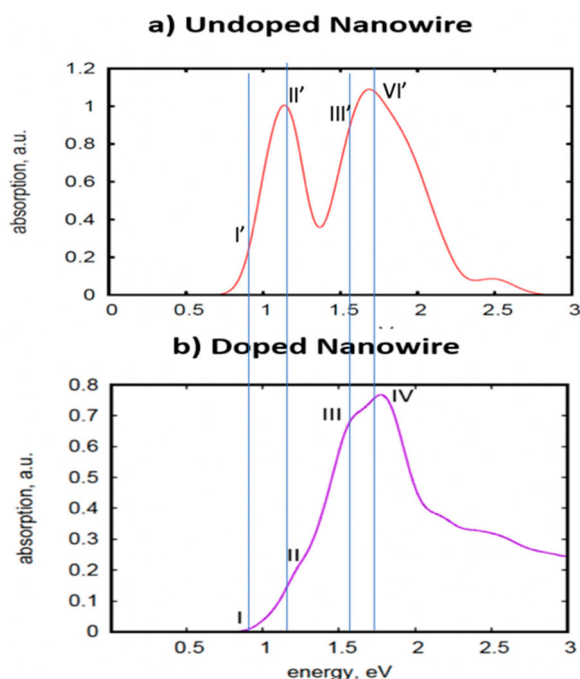 a) Undoped Nanowire
absorption, a.u.
1.2
1
0.8
0.6
0.4
0.2
0
I’
II’
III’
VI’
0 0.5 1 1.5 2 2.5 3
b) Doped Nanowire
absorption, a.u.
0.8
0.7
0.6
0.5
0.4
0.3
0.2
0.1
0
I
II
III
IV
0 0.5 1 1.5 2 2.5 3
energy, eV